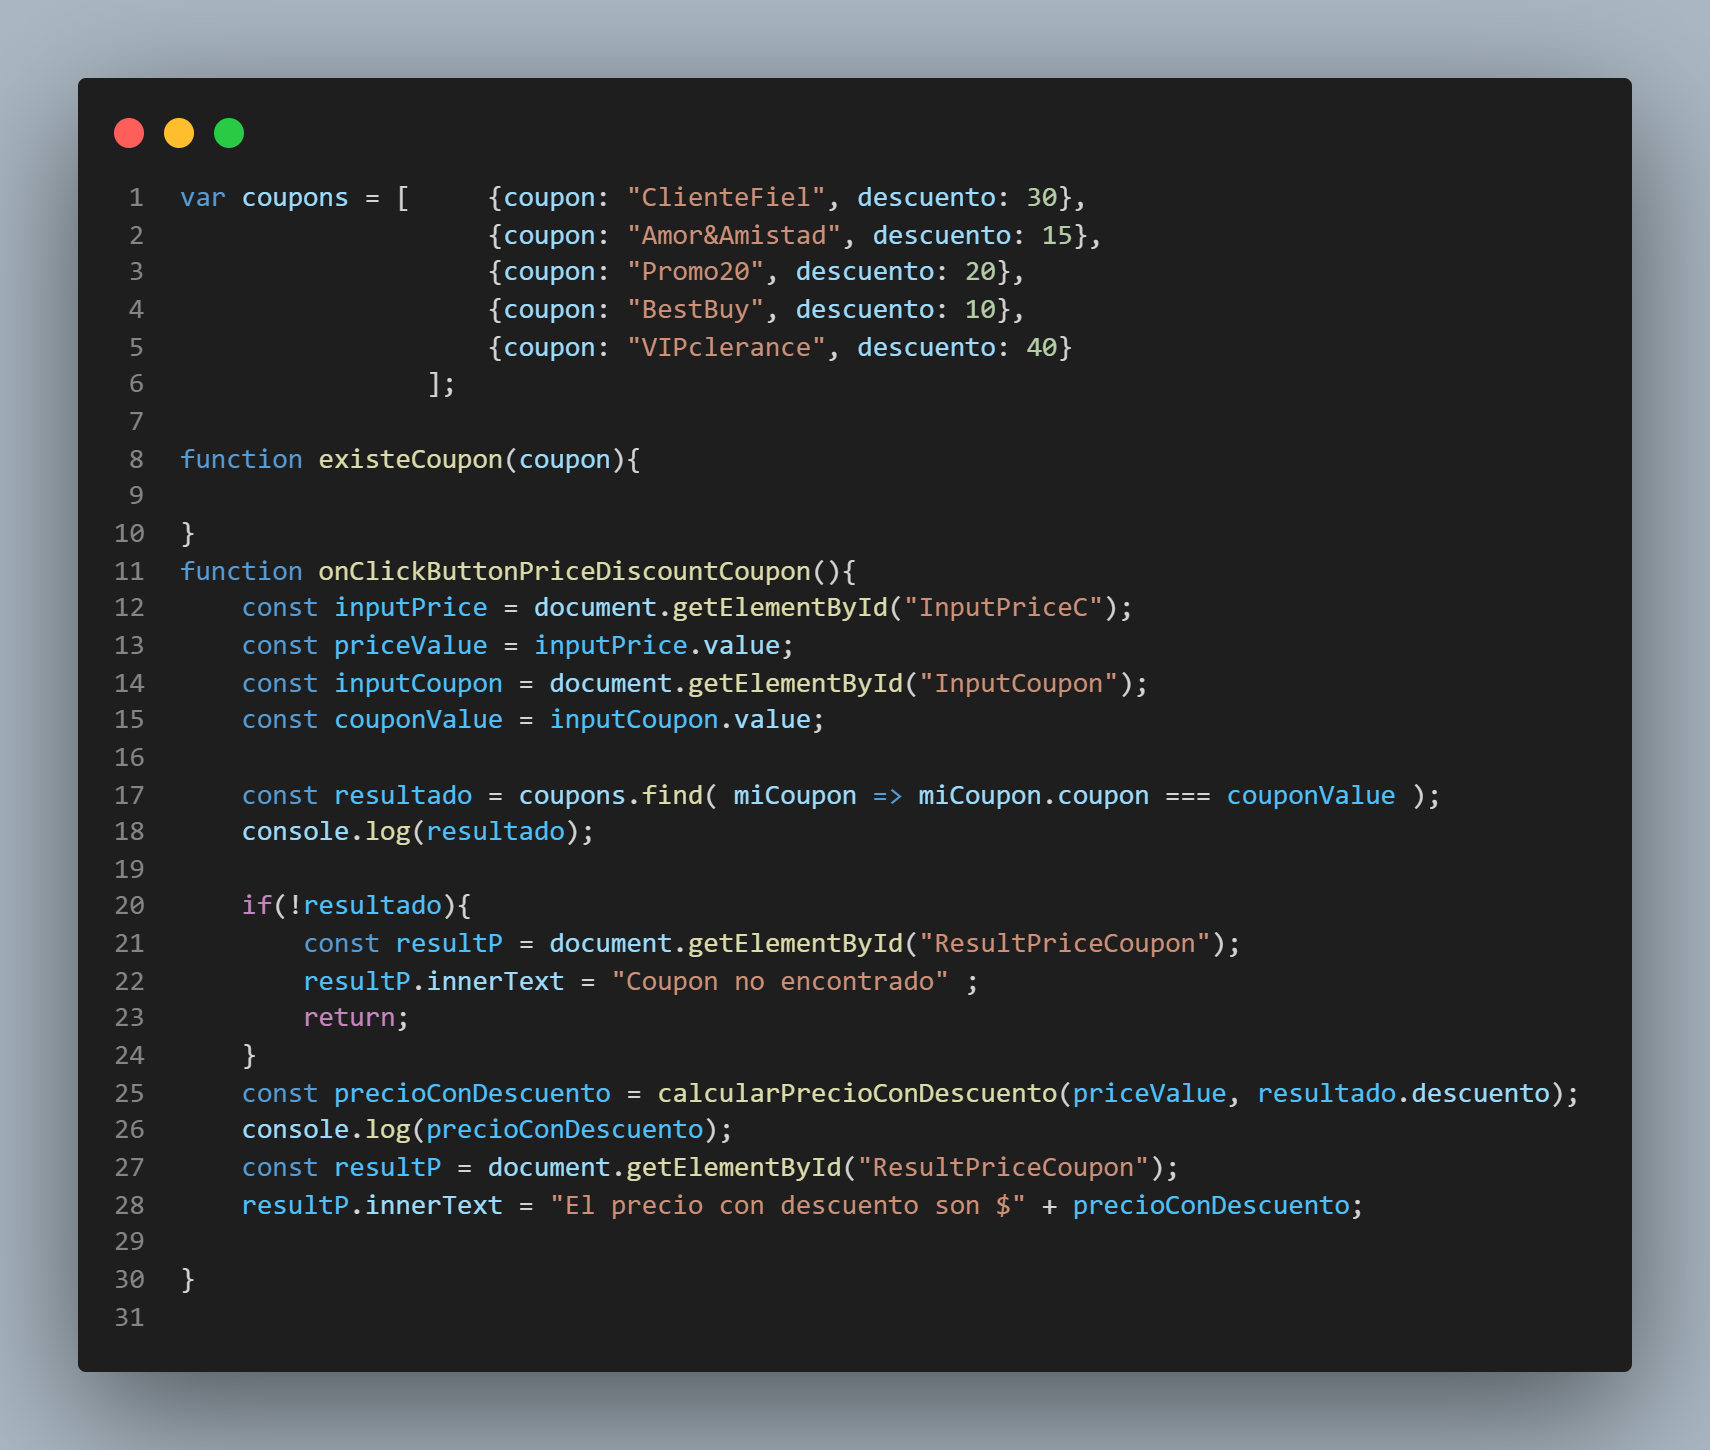 1 var coupons = [     {coupon: "ClienteFiel", descuento: 30},
2                     {coupon: "Amor&Amistad", descuento: 15},
3                     {coupon: "Promo20", descuento: 20},
4                     {coupon: "BestBuy", descuento: 10},
5                     {coupon: "VIPclerance", descuento: 40}
6                 ];
7
8 function existeCoupon(coupon){
9
10 }
11 function onClickButtonPriceDiscountCoupon(){
12     const inputPrice = document.getElementById("InputPriceC");
13     const priceValue = inputPrice.value;
14     const inputCoupon = document.getElementById("InputCoupon");
15     const couponValue = inputCoupon.value;
16
17     const resultado = coupons.find( miCoupon => miCoupon.coupon === couponValue );
18     console.log(resultado);
19
20     if(!resultado){
21         const resultP = document.getElementById("ResultPriceCoupon");
22         resultP.innerText = "Coupon no encontrado" ;
23         return;
24     }
25     const precioConDescuento = calcularPrecioConDescuento(priceValue, resultado.descuento);
26     console.log(precioConDescuento);
27     const resultP = document.getElementById("ResultPriceCoupon");
28     resultP.innerText = "El precio con descuento son $" + precioConDescuento;
29
30 }
31